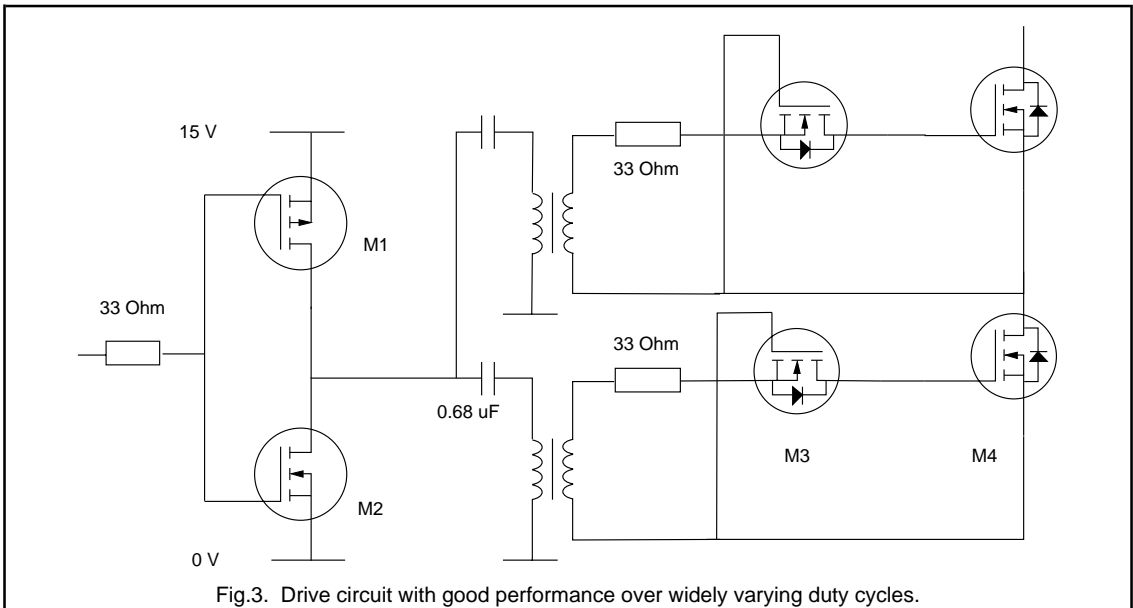 15 V
33 Ohm
M1
33 Ohm
33 Ohm
0.68 uF
M3
M4
M2
0 V
Fig.3. Drive circuit with good performance over widely varying duty cycles.